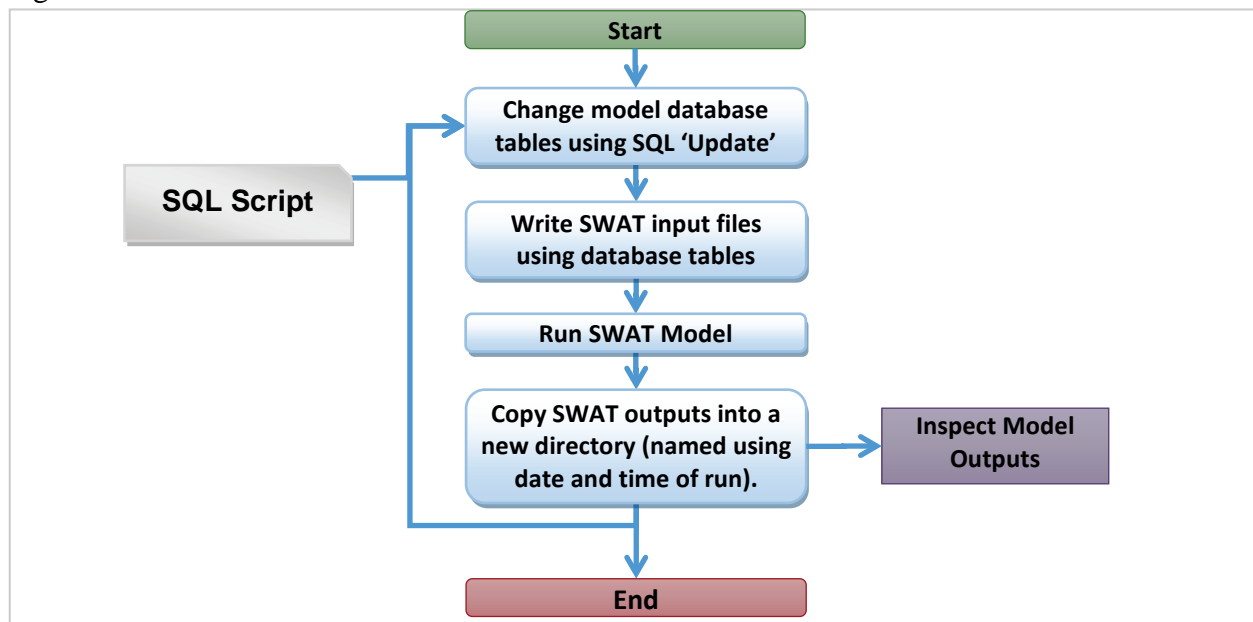 Start
Change model database
tables using SQL ‘Update’
SQL Script
Write SWAT input files
using database tables
Run SWAT Model
Copy SWAT outputs into a
new directory (named using
date and time of run).
Inspect Model
Outputs
End